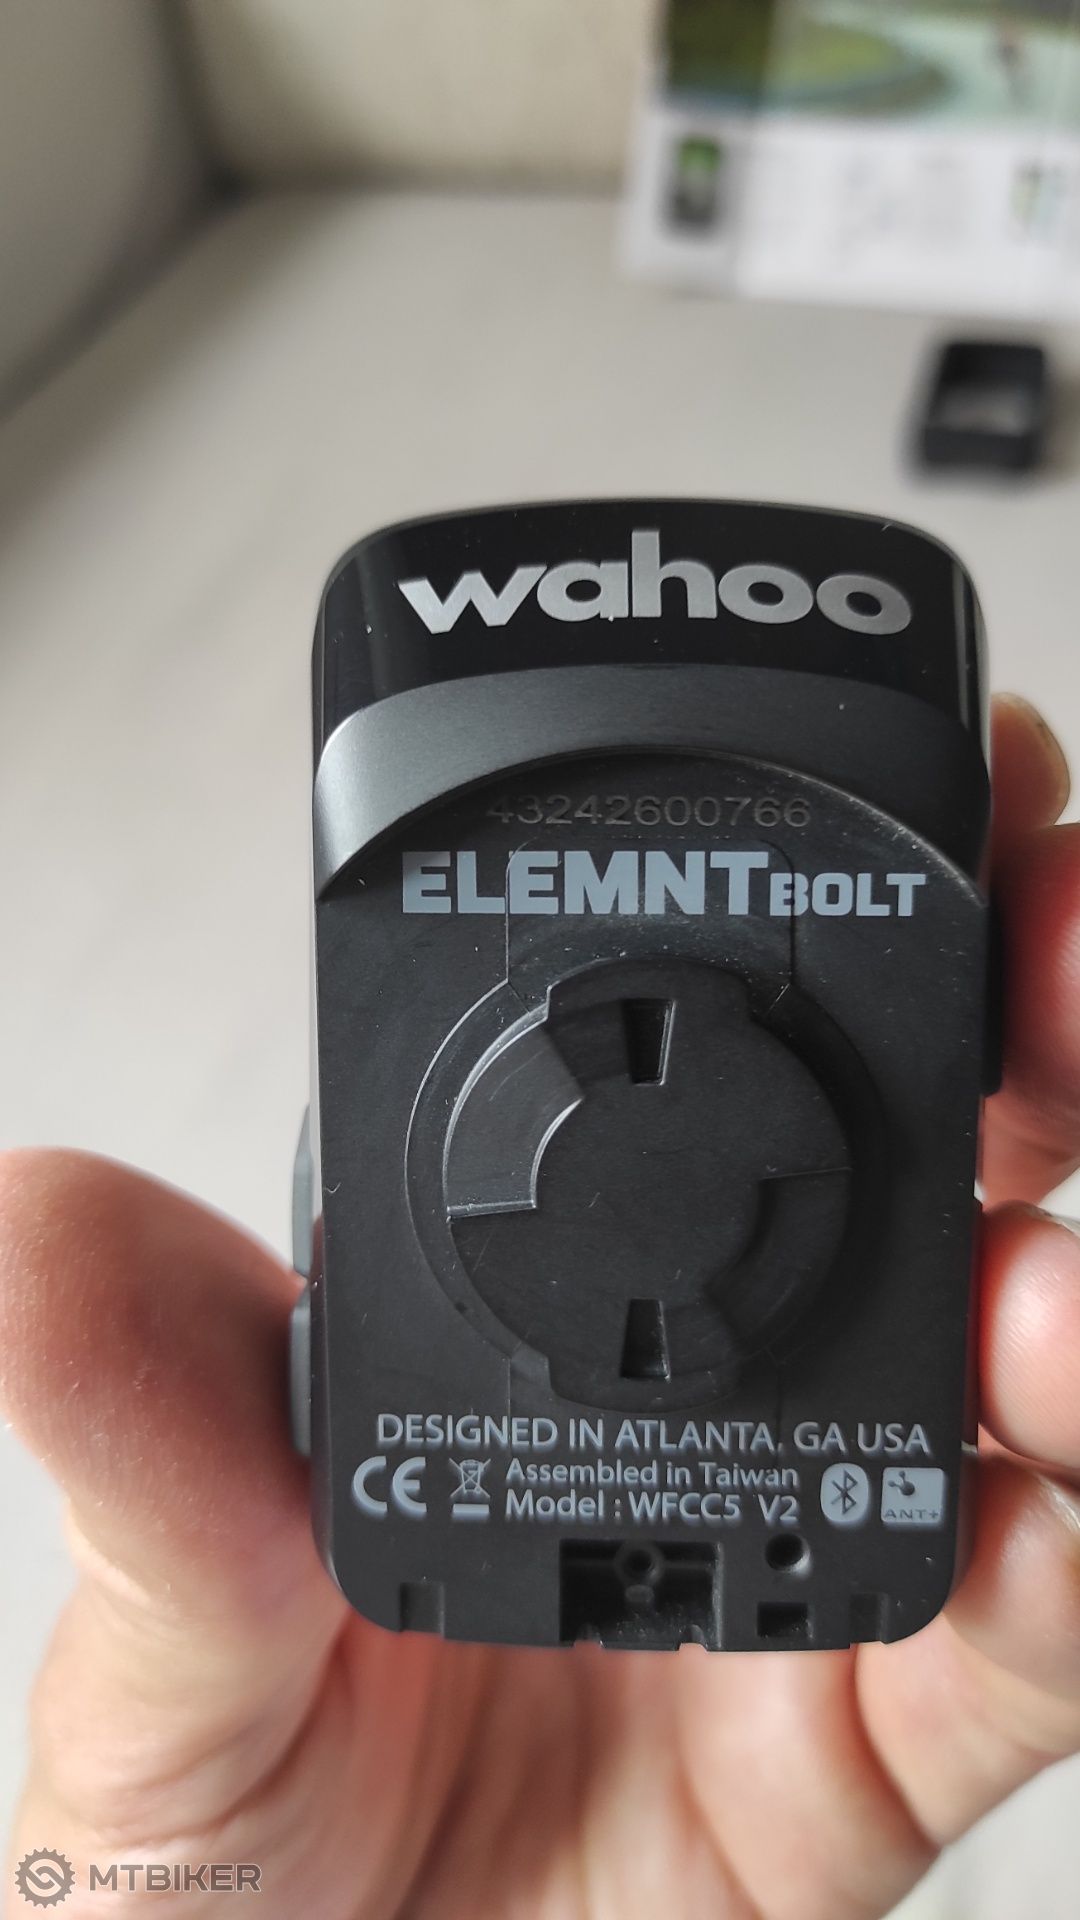 wahoo
43242600766
ELEMNT BOLT
DESIGNED IN ATLANTA, GA USA
CE Assembled in Taiwan
Model : WFCC5 V2
ANT+
MTBIKER